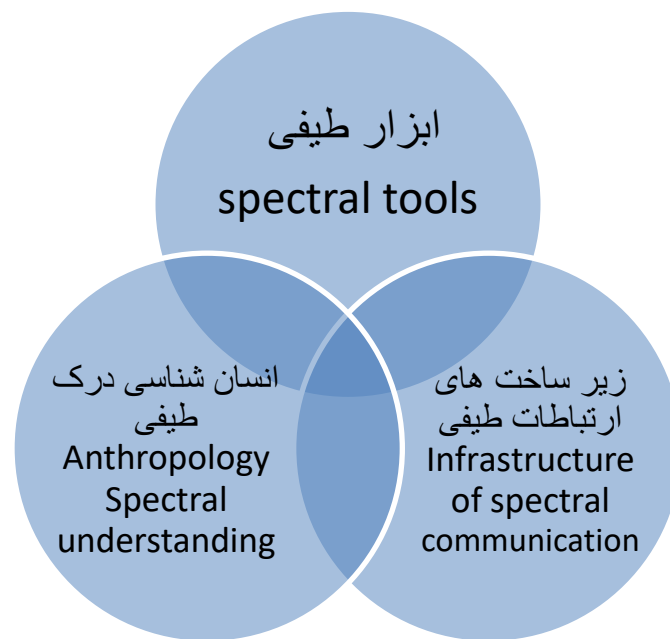 ابزار طیفی
spectral tools
انسان شناسی درک
طیفی
Anthropology
Spectral
understanding
زیر ساخت های
ارتباطات طیفی
Infrastructure
of spectral
communication